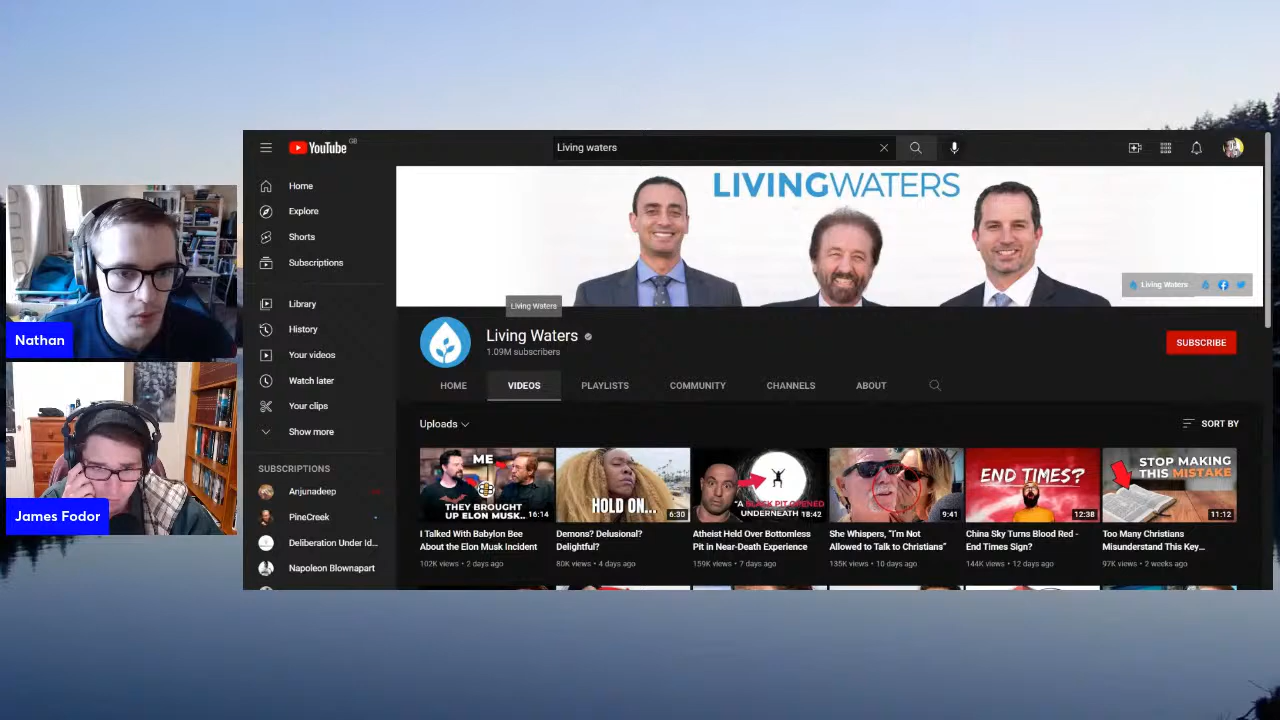 YouTube GB
Living waters
Home
Explore
Shorts
Subscriptions
Library
History
Your videos
Watch later
Your clips
Show more
SUBSCRIPTIONS
Anjunadeep
PineCreek
Deliberation Under Id...
Napoleon Blownapart
Nathan
James Fodor
LIVINGWATERS
Living Waters
Living Waters
Living Waters
1.09M subscribers
SUBSCRIBE
HOME
VIDEOS
PLAYLISTS
COMMUNITY
CHANNELS
ABOUT
Uploads
SORT BY
ME
THEY BROUGHT
UP ELON MUSK...
16:14
I Talked With Babylon Bee
About the Elon Musk Incident
102K views • 2 days ago
HOLD ON...
6:30
Demons? Delusional?
Delightful?
80K views • 4 days ago
"A BLACK PIT OPENED
UNDERNEATH
18:42
Atheist Held Over Bottomless
Pit in Near-Death Experience
159K views • 7 days ago
9:41
She Whispers, "I'm Not
Allowed to Talk to Christians"
135K views • 10 days ago
END TIMES?
12:38
China Sky Turns Blood Red -
End Times Sign?
144K views • 12 days ago
STOP MAKING
THIS MISTAKE
11:12
Too Many Christians
Misunderstand This Key...
97K views • 2 weeks ago